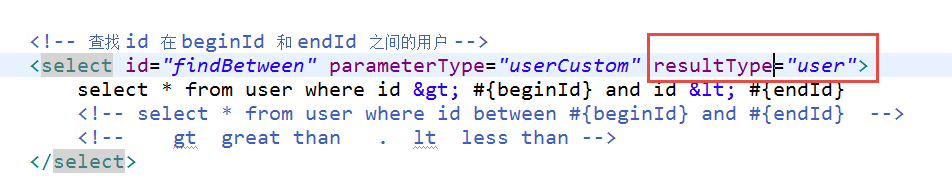 <!-- 查找 id 在 beginId 和 endId 之间的用户 -->
<select id="findBetween" parameterType="userCustom" resultType="user">
select * from user where id &gt; #{beginId} and id &lt; #{endId}
<!-- select * from user where id between #{beginId} and #{endId} -->
<!-- gt great than . lt less than -->
</select>